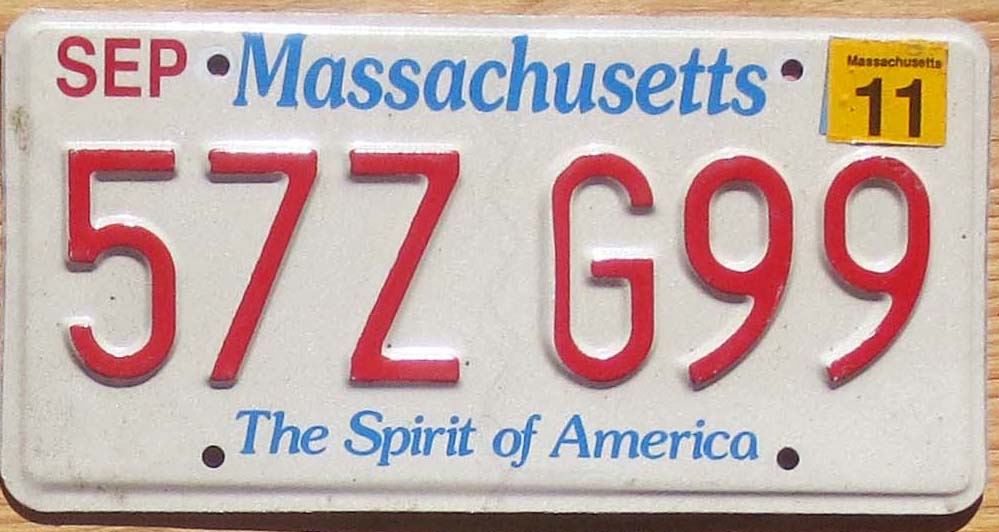 SEP Massachusetts
Massachusetts
11
57Z G99
The Spirit of America